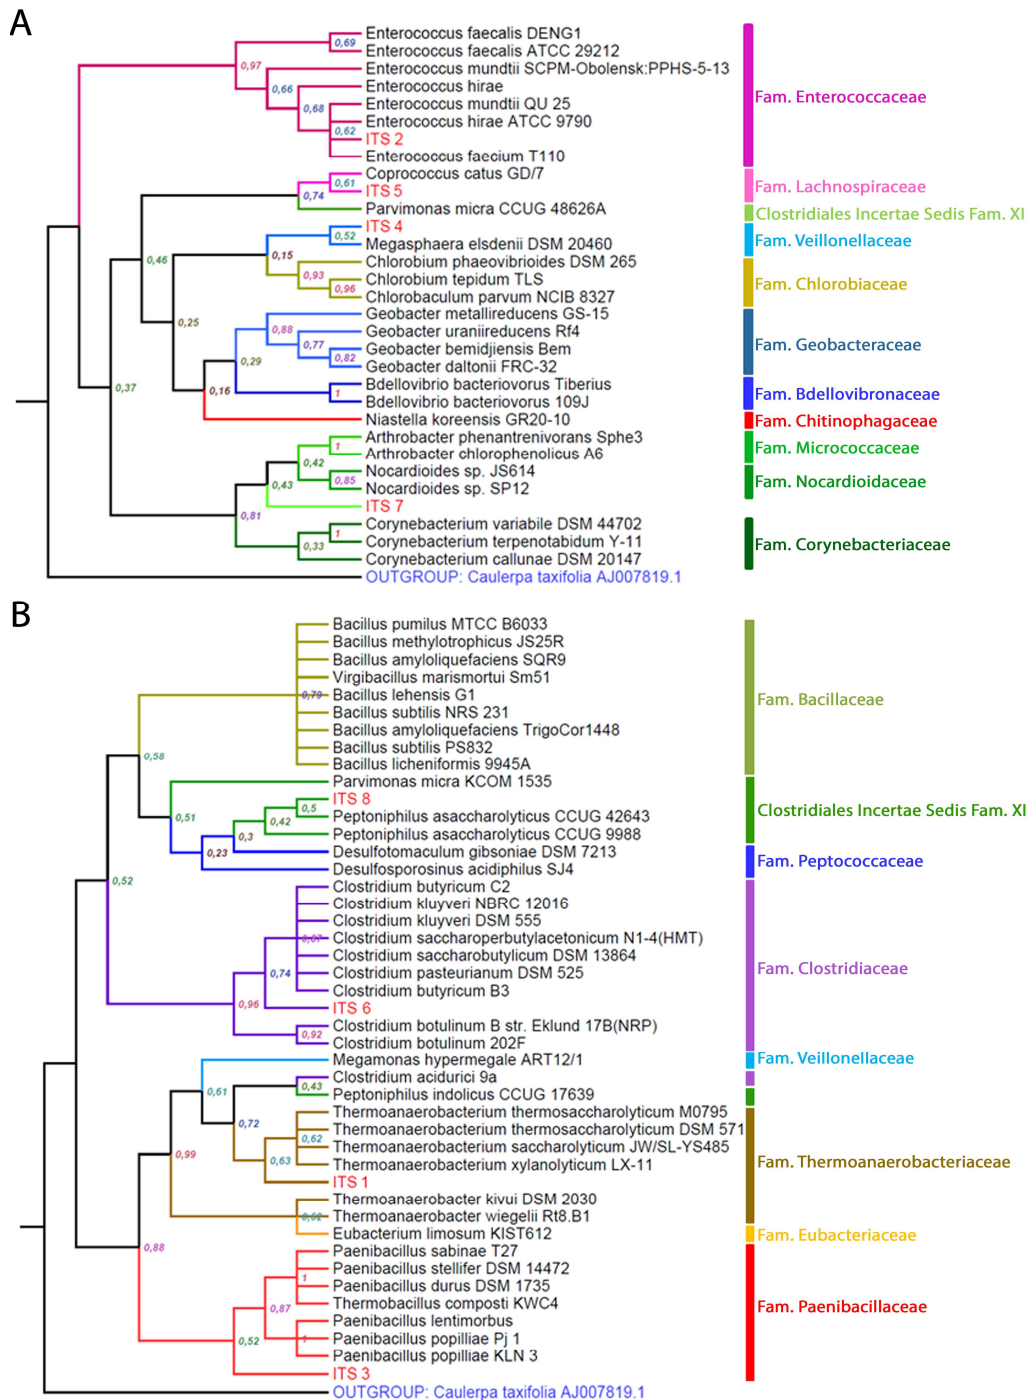 A
Enterococcus faecalis DENG1
0,69
Enterococcus faecalis ATCC 29212
0,97
Enterococcus mundtii SCPM-Obolensk:PPHS-5-13
0,66
Enterococcus hirae
Fam. Enterococcaceae
Enterococcus mundtii QU 25
0,68
Enterococcus hirae ATCC 9790
0,62
ITS 2
Enterococcus faecium T110
Coprococcus catus GD/7
0,61
Fam. Lachnospiraceae
ITS 5
0,74
Parvimonas micra CCUG 48626A
Clostridiales Incertae Sedis Fam. XI
ITS 4
0,52
Fam. Veillonellaceae
Megasphaera elsdenii DSM 20460
0,46
0,15
Chlorobium phaeovibrioides DSM 265
0,93
Chlorobium tepidum TLS
Fam. Chlorobiaceae
0,96
Chlorobaculum parvum NCIB 8327
Geobacter metallireducens GS-15
0,25
0,88
Geobacter uraniireducens Rf4
0,77
Fam. Geobacteraceae
Geobacter bemidjiensis Bem
0,82
0,29
Geobacter daltonii FRC-32
Bdellovibrio bacteriovorus Tiberius
0,37
0,16
1
Fam. Bdellovibronaceae
Bdellovibrio bacteriovorus 109J
Niastella koreensis GR20-10
Fam. Chitinophagaceae
Arthrobacter phenantrenivorans Sphe3
1
Fam. Micrococcaceae
Arthrobacter chlorophenolicus A6
0,42
Nocardioides sp. JS614
0,85
Fam. Nocardioidaceae
0,43
Nocardioides sp. SP12
ITS 7
0,81
Corynebacterium variabile DSM 44702
1
Corynebacterium terpenotabidum Y-11
Fam. Corynebacteriaceae
0,33
Corynebacterium callunae DSM 20147
OUTGROUP: Caulerpa taxifolia AJ007819.1
B
Bacillus pumilus MTCC B6033
Bacillus methylotrophicus JS25R
Bacillus amyloliquefaciens SQR9
Virgibacillus marismortui Sm51
0,79
Bacillus lehensis G1
Fam. Bacillaceae
Bacillus subtilis NRS 231
Bacillus amyloliquefaciens TrigoCor1448
Bacillus subtilis PS832
0,58
Bacillus licheniformis 9945A
Parvimonas micra KCOM 1535
ITS 8
0,5
Clostridiales Incertae Sedis Fam. XI
0,51
Peptoniphilus asaccharolyticus CCUG 42643
0,42
Peptoniphilus asaccharolyticus CCUG 9988
0,3
0,23
Desulfotomaculum gibsoniae DSM 7213
Fam. Peptococcaceae
Desulfosporosinus acidiphilus SJ4
0,52
Clostridium butyricum C2
Clostridium kluyveri NBRC 12016
Clostridium kluyveri DSM 555
Clostridium saccharoperbutylacetonicum N1-4(HMT)
Clostridium saccharobutylicum DSM 13864
Fam. Clostridiaceae
0,74
Clostridium pasteurianum DSM 525
Clostridium butyricum B3
0,96
ITS 6
Clostridium botulinum B str. Eklund 17B(NRP)
0,92
Clostridium botulinum 202F
Megamonas hypermegale ART12/1
Fam. Veillonellaceae
Clostridium acidurici 9a
0,61
0,43
Peptoniphilus indolicus CCUG 17639
Thermoanaerobacterium thermosaccharolyticum M0795
0,72
Thermoanaerobacterium thermosaccharolyticum DSM 571
0,62
Thermoanaerobacterium saccharolyticum JW/SL-YS485
0,99
0,63
Thermoanaerobacterium xylanolyticum LX-11
Fam. Thermoanaerobacteriaceae
ITS 1
Thermoanaerobacter kivui DSM 2030
0,62
Thermoanaerobacter wiegelii Rt8.B1
Eubacterium limosum KIST612
Fam. Eubacteriaceae
0,88
Paenibacillus sabinae T27
Paenibacillus stellifer DSM 14472
1
Paenibacillus durus DSM 1735
Thermobacillus composti KWC4
0,87
Fam. Paenibacillaceae
Paenibacillus lentimorbus
0,52
1
Paenibacillus popilliae Pj 1
Paenibacillus popilliae KLN 3
ITS 3
OUTGROUP: Caulerpa taxifolia AJ007819.1